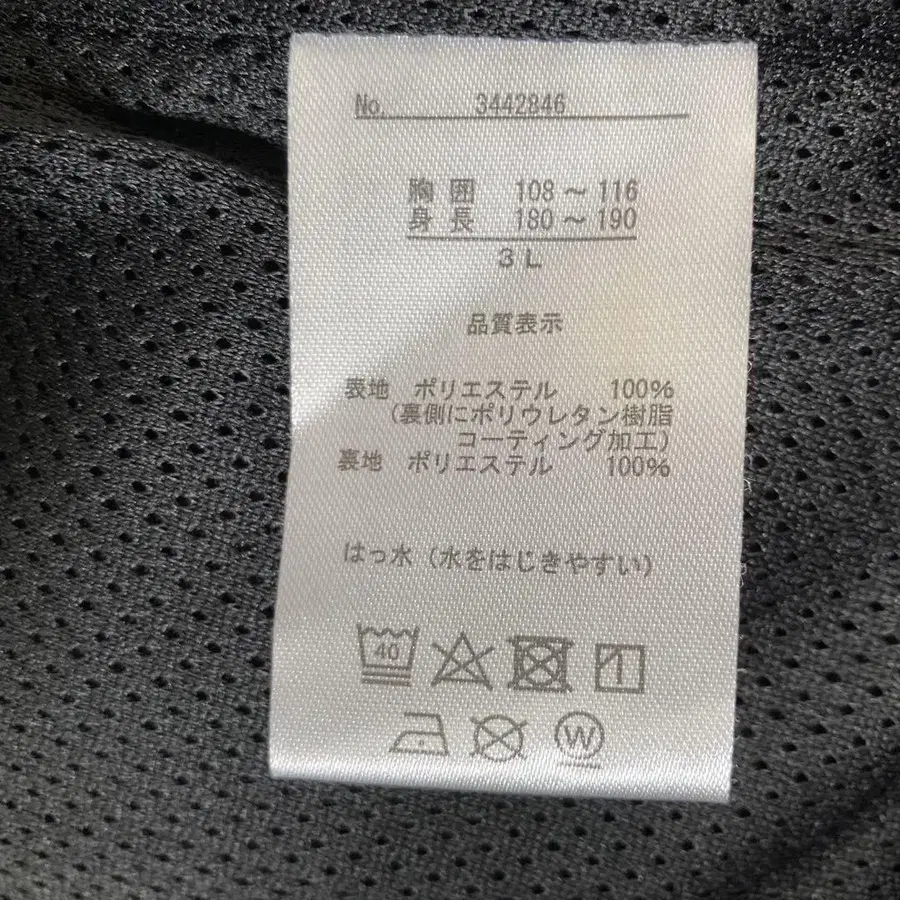 No. 3442846
胸囲 108～116
身長 180～190
3L
品質表示
表地 ポリエステル 100%
(裏側にポリウレタン樹脂
コーティング加工)
裏地 ポリエステル 100%
はっ水(水をはじきやすい)
40
W